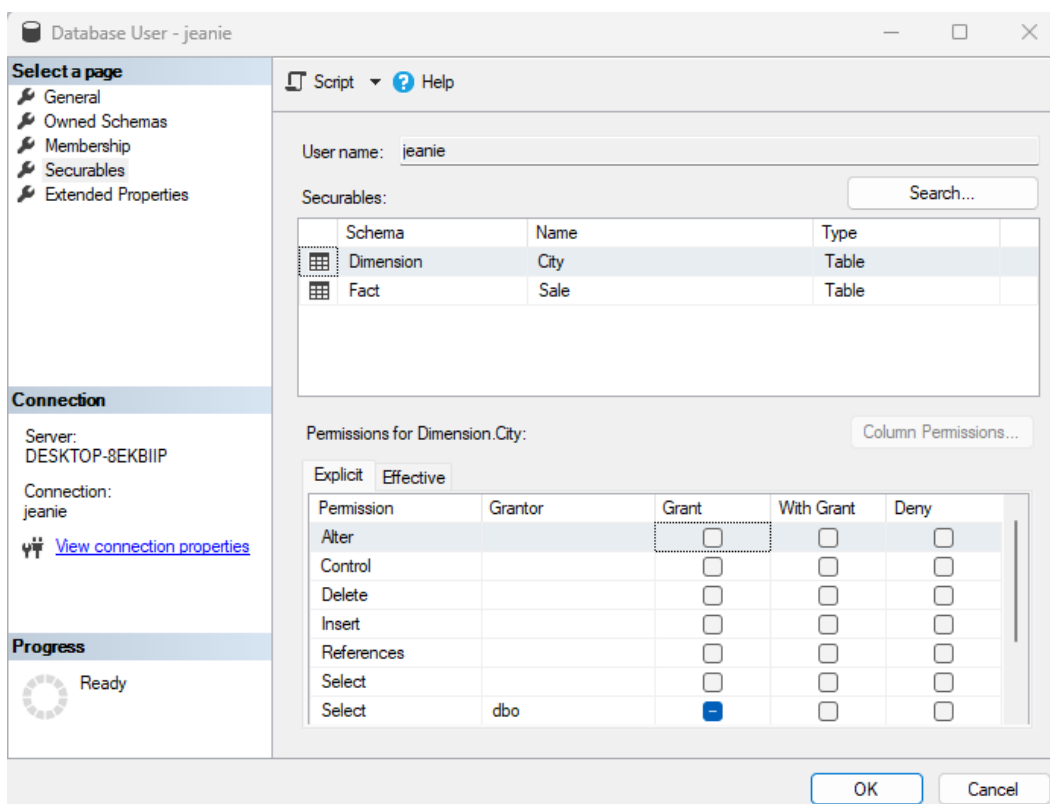 Database User - jeanie
Select a page
General
Owned Schemas
Membership
Securables
Extended Properties
Connection
Server:
DESKTOP-8EKBIIP
Connection:
jeanie
View connection properties
Progress
Ready
Script Help
User name: jeanie
Securables: Search...
Schema Name Type
Dimension City Table
Fact Sale Table
Permissions for Dimension.City: Column Permissions...
Explicit Effective
Permission Grantor Grant With Grant Deny
Alter
Control
Delete
Insert
References
Select
Select dbo
OK Cancel